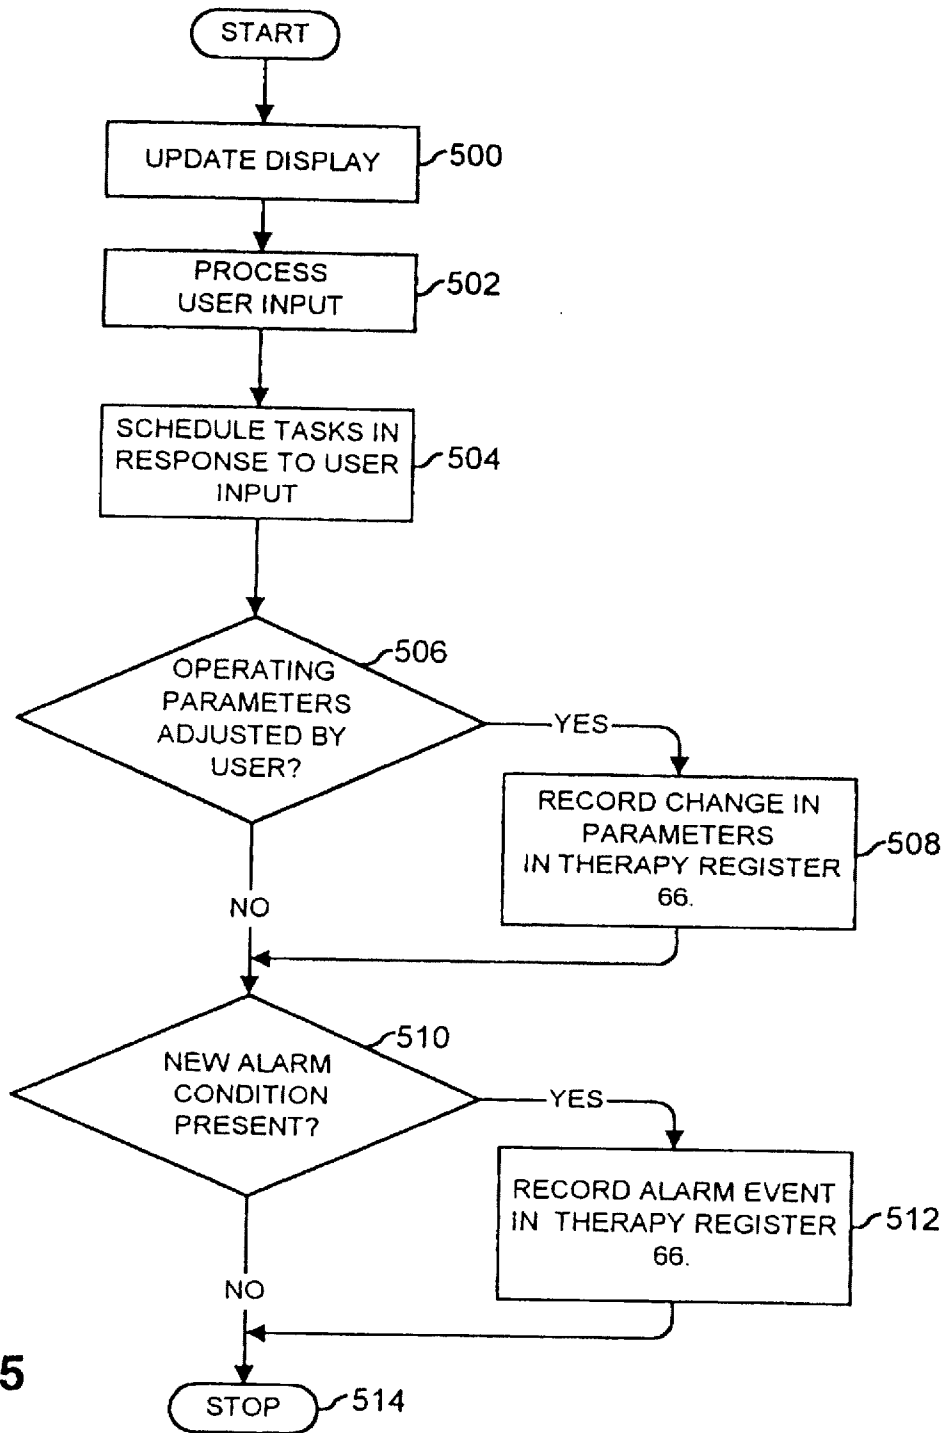 START
UPDATE DISPLAY
500
PROCESS
USER INPUT
502
SCHEDULE TASKS IN
RESPONSE TO USER
INPUT
504
OPERATING
PARAMETERS
ADJUSTED BY
USER?
506
YES
RECORD CHANGE IN
PARAMETERS
IN THERAPY REGISTER
66.
508
NO
NEW ALARM
CONDITION
PRESENT?
510
YES
RECORD ALARM EVENT
IN THERAPY REGISTER
66.
512
NO
5
STOP
514